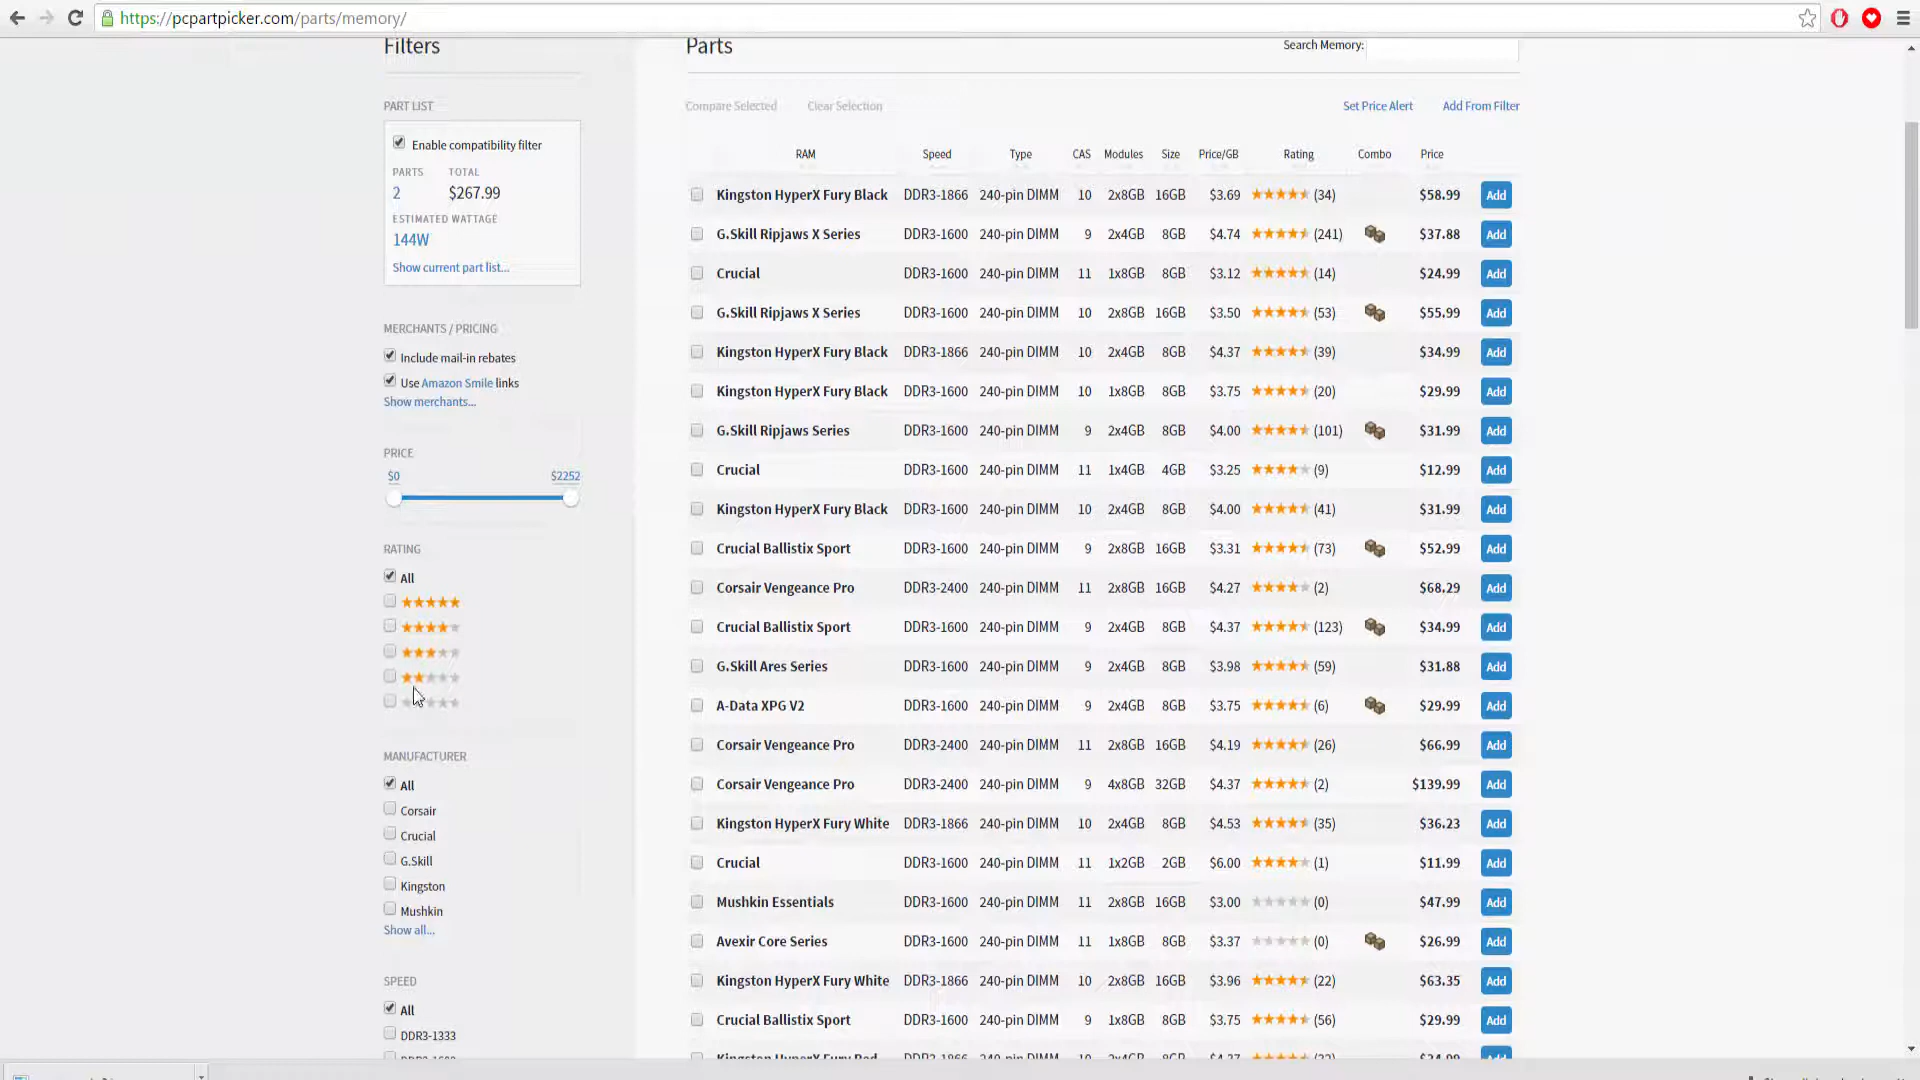 https://pcpartpicker.com/parts/memory/
Filters
PART LIST
Enable compatibility filter
PARTS TOTAL
2 $267.99
ESTIMATED WATTAGE
144W
Show current part list...
MERCHANTS / PRICING
Include mail-in rebates
Use Amazon Smile links
Show merchants...
PRICE
$0 $2252
RATING
All
MANUFACTURER
All
Corsair
Crucial
G.Skill
Kingston
Mushkin
Show all...
SPEED
All
DDR3-1333
Parts Search Memory:
Compare Selected Clear Selection Set Price Alert Add From Filter
RAM Speed Type CAS Modules Size Price/GB Rating Combo Price
Kingston HyperX Fury Black DDR3-1866 240-pin DIMM 10 2x8GB 16GB $3.69 (34) $58.99 Add
G.Skill Ripjaws X Series DDR3-1600 240-pin DIMM 9 2x4GB 8GB $4.74 (241) $37.88 Add
Crucial DDR3-1600 240-pin DIMM 11 1x8GB 8GB $3.12 (14) $24.99 Add
G.Skill Ripjaws X Series DDR3-1600 240-pin DIMM 10 2x8GB 16GB $3.50 (53) $55.99 Add
Kingston HyperX Fury Black DDR3-1866 240-pin DIMM 10 2x4GB 8GB $4.37 (39) $34.99 Add
Kingston HyperX Fury Black DDR3-1600 240-pin DIMM 10 1x8GB 8GB $3.75 (20) $29.99 Add
G.Skill Ripjaws Series DDR3-1600 240-pin DIMM 9 2x4GB 8GB $4.00 (101) $31.99 Add
Crucial DDR3-1600 240-pin DIMM 11 1x4GB 4GB $3.25 (9) $12.99 Add
Kingston HyperX Fury Black DDR3-1600 240-pin DIMM 10 2x4GB 8GB $4.00 (41) $31.99 Add
Crucial Ballistix Sport DDR3-1600 240-pin DIMM 9 2x8GB 16GB $3.31 (73) $52.99 Add
Corsair Vengeance Pro DDR3-2400 240-pin DIMM 11 2x8GB 16GB $4.27 (2) $68.29 Add
Crucial Ballistix Sport DDR3-1600 240-pin DIMM 9 2x4GB 8GB $4.37 (123) $34.99 Add
G.Skill Ares Series DDR3-1600 240-pin DIMM 9 2x4GB 8GB $3.98 (59) $31.88 Add
A-Data XPG V2 DDR3-1600 240-pin DIMM 9 2x4GB 8GB $3.75 (6) $29.99 Add
Corsair Vengeance Pro DDR3-2400 240-pin DIMM 11 2x8GB 16GB $4.19 (26) $66.99 Add
Corsair Vengeance Pro DDR3-2400 240-pin DIMM 9 4x8GB 32GB $4.37 (2) $139.99 Add
Kingston HyperX Fury White DDR3-1866 240-pin DIMM 10 2x4GB 8GB $4.53 (35) $36.23 Add
Crucial DDR3-1600 240-pin DIMM 11 1x2GB 2GB $6.00 (1) $11.99 Add
Mushkin Essentials DDR3-1600 240-pin DIMM 11 2x8GB 16GB $3.00 (0) $47.99 Add
Avexir Core Series DDR3-1600 240-pin DIMM 11 1x8GB 8GB $3.37 (0) $26.99 Add
Kingston HyperX Fury White DDR3-1866 240-pin DIMM 10 2x8GB 16GB $3.96 (22) $63.35 Add
Crucial Ballistix Sport DDR3-1600 240-pin DIMM 9 1x8GB 8GB $3.75 (56) $29.99 Add